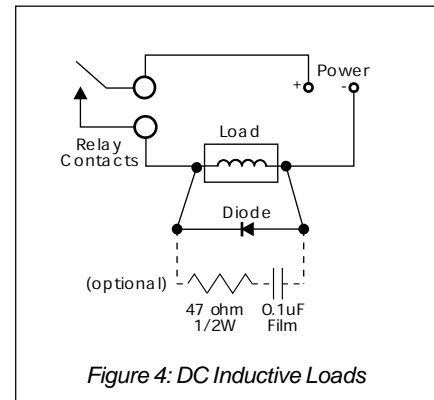 Power
+ -
Relay
Contacts
Load
Diode
(optional)
47 ohm
1/2W
0.1uF
Film
Figure 4: DC Inductive Loads